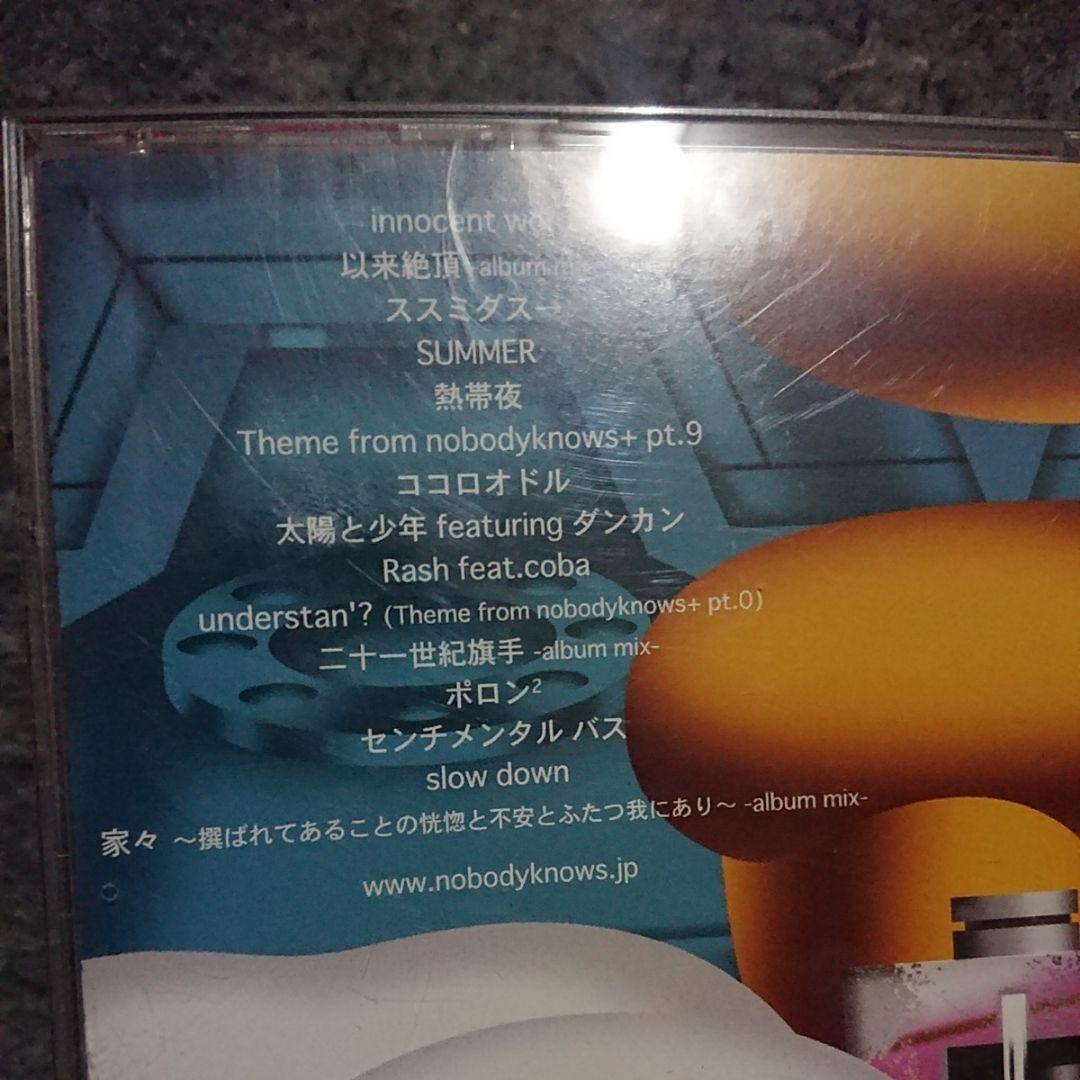 innocent
以来絶頂 -album
ススミダスー
SUMMER
熱帯夜
Theme from nobodyknows+ pt.9
ココロオドル
太陽と少年 featuring ダンカン
Rash feat.coba
understan'? (Theme from nobodyknows+ pt.0)
二十一世紀旗手 -album mix-
ポロン²
センチメンタル バス
slow down
家々 ～撰ばれてあることの恍惚と不安とふたつ我にあり～ -album mix-
www.nobodyknows.jp